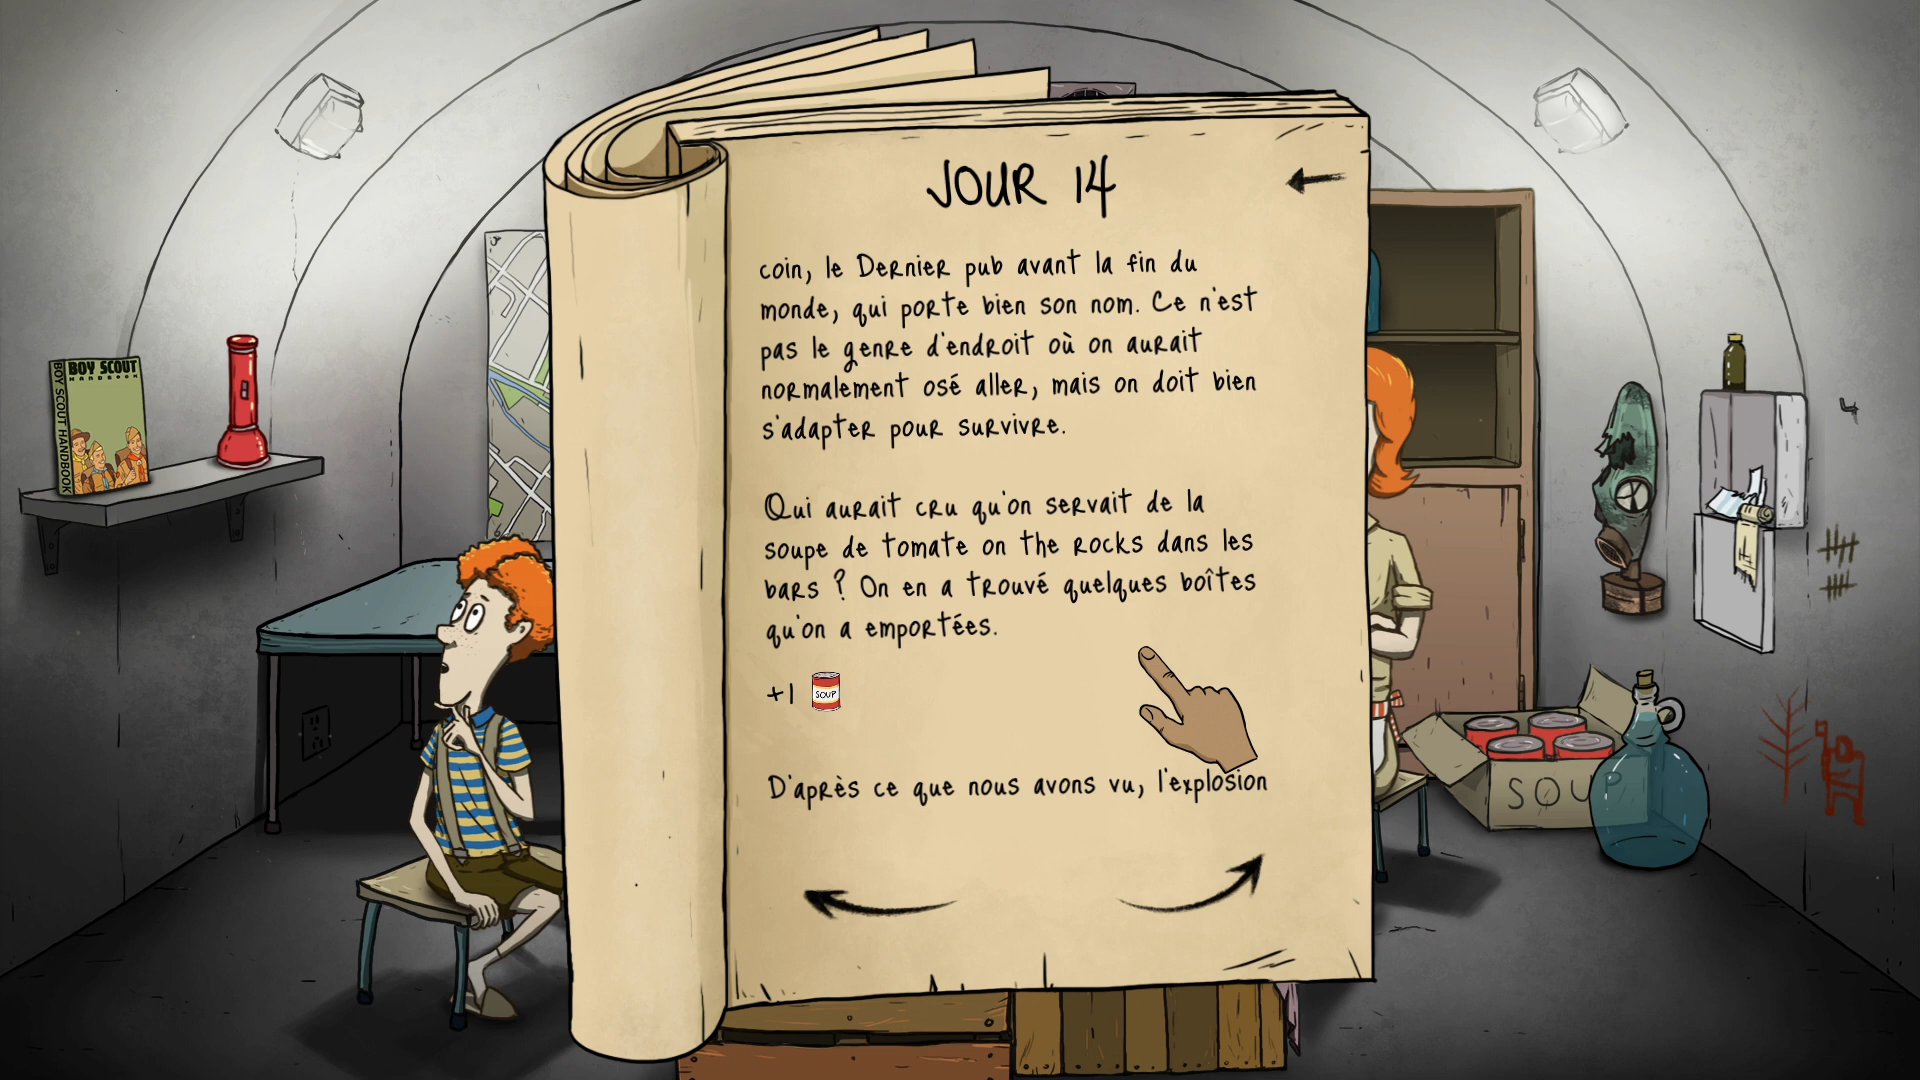 JOUR 14
coin, le Dernier pub avant la fin du
monde, qui porte bien son nom. Ce n'est
pas le genre d'endroit où on aurait
normalement osé aller, mais on doit bien
s'adapter pour survivre.
Qui aurait cru qu'on servait de la
soupe de tomate on the rocks dans les
bars ? On en a trouvé quelques boîtes
qu'on a emportées.
+1
SOUP
D'après ce que nous avons vu, l'explosion
BOY SCOUT
HANDBOOK
BOY SCOUT HANDBOOK
SOUP